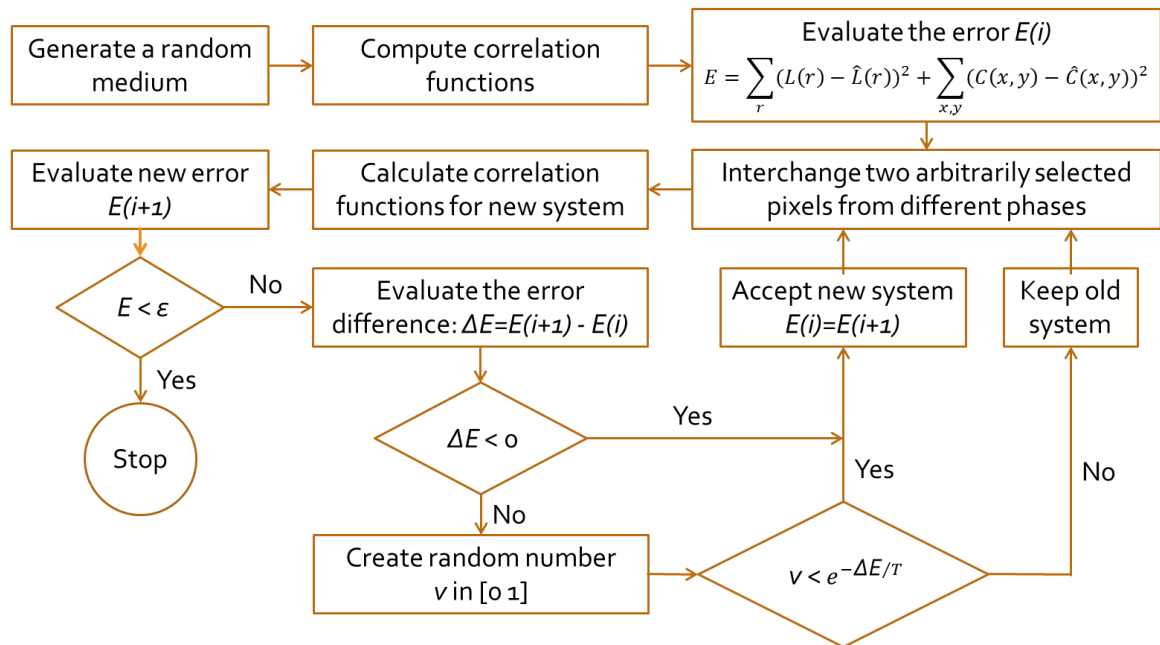 Generate a random
medium
Compute correlation
functions
Evaluate the error E(i)
E = ∑_r (L(r) − L̂(r))² + ∑_{x,y} (C(x, y) − Ĉ(x, y))²
Evaluate new error
E(i+1)
Calculate correlation
functions for new system
Interchange two arbitrarily selected
pixels from different phases
E < ε
No
Evaluate the error
difference: ΔE=E(i+1) - E(i)
Accept new system
E(i)=E(i+1)
Keep old
system
Yes
Stop
ΔE < 0
Yes
Yes
No
No
Create random number
v in [0 1]
v < e^{−ΔE/T}